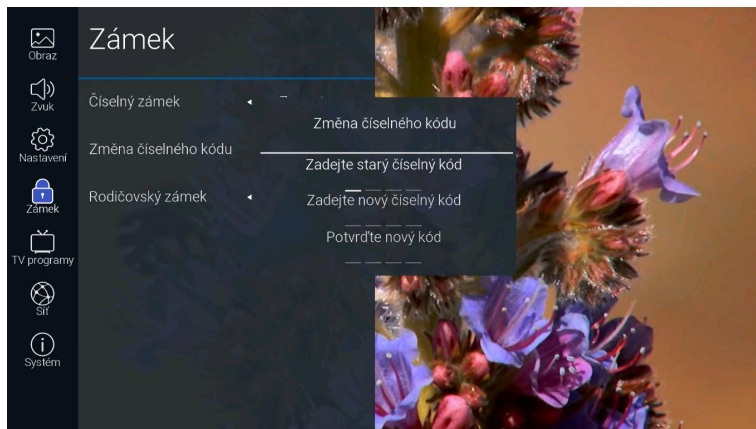 Obraz
Zvuk
Nastavení
Zámek
TV programy
Síť
Systém
Zámek
Číselný zámek
Změna číselného kódu
Rodičovský zámek
Změna číselného kódu
Zadejte starý číselný kód
Zadejte nový číselný kód
Potvrďte nový kód